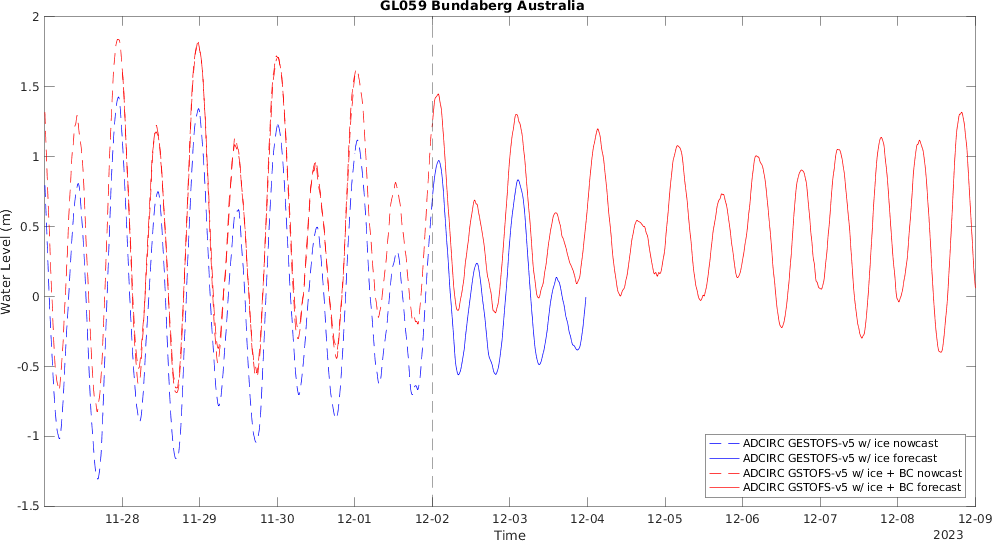 GL059 Bundaberg Australia
2
1.5
1
0.5
0
-0.5
-1
-1.5
Water Level (m)
ADCIRC GESTOFS-v5 w/ ice nowcast
ADCIRC GESTOFS-v5 w/ ice forecast
ADCIRC GSTOFS-v5 w/ ice + BC nowcast
ADCIRC GSTOFS-v5 w/ ice + BC forecast
11-28 11-29 11-30 12-01 12-02 12-03 12-04 12-05 12-06 12-07 12-08 12-09
Time
2023